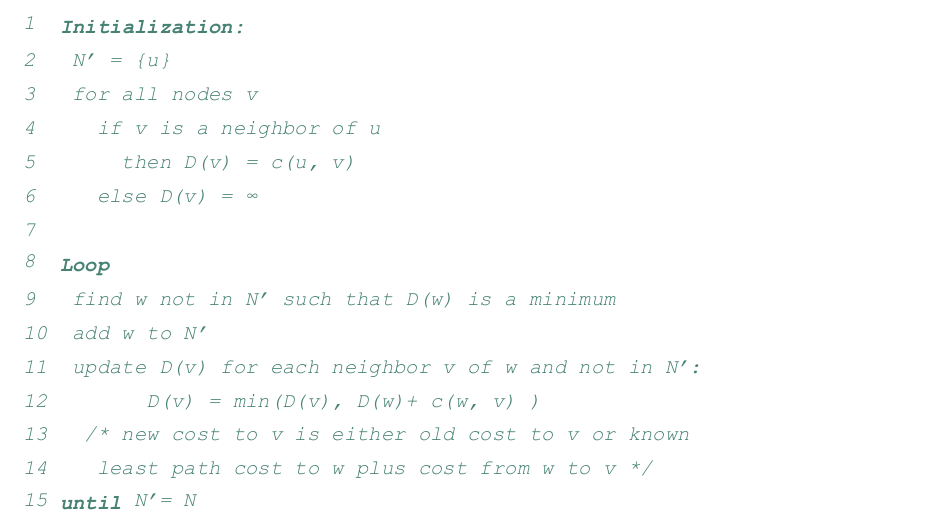 1 Initialization:
2 N′ = {u}
3 for all nodes v
4 if v is a neighbor of u
5 then D(v) = c(u, v)
6 else D(v) = ∞
7
8 Loop
9 find w not in N′ such that D(w) is a minimum
10 add w to N′
11 update D(v) for each neighbor v of w and not in N′:
12 D(v) = min(D(v), D(w)+ c(w, v) )
13 /* new cost to v is either old cost to v or known
14 least path cost to w plus cost from w to v */
15 until N′= N